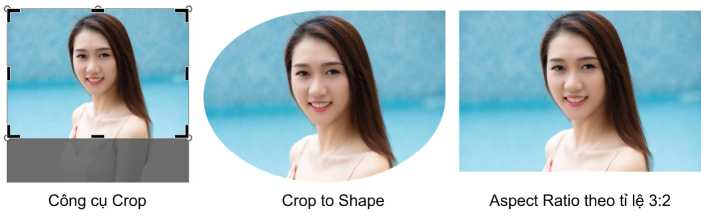 Công cụ Crop
Crop to Shape
Aspect Ratio theo tỉ lệ 3:2